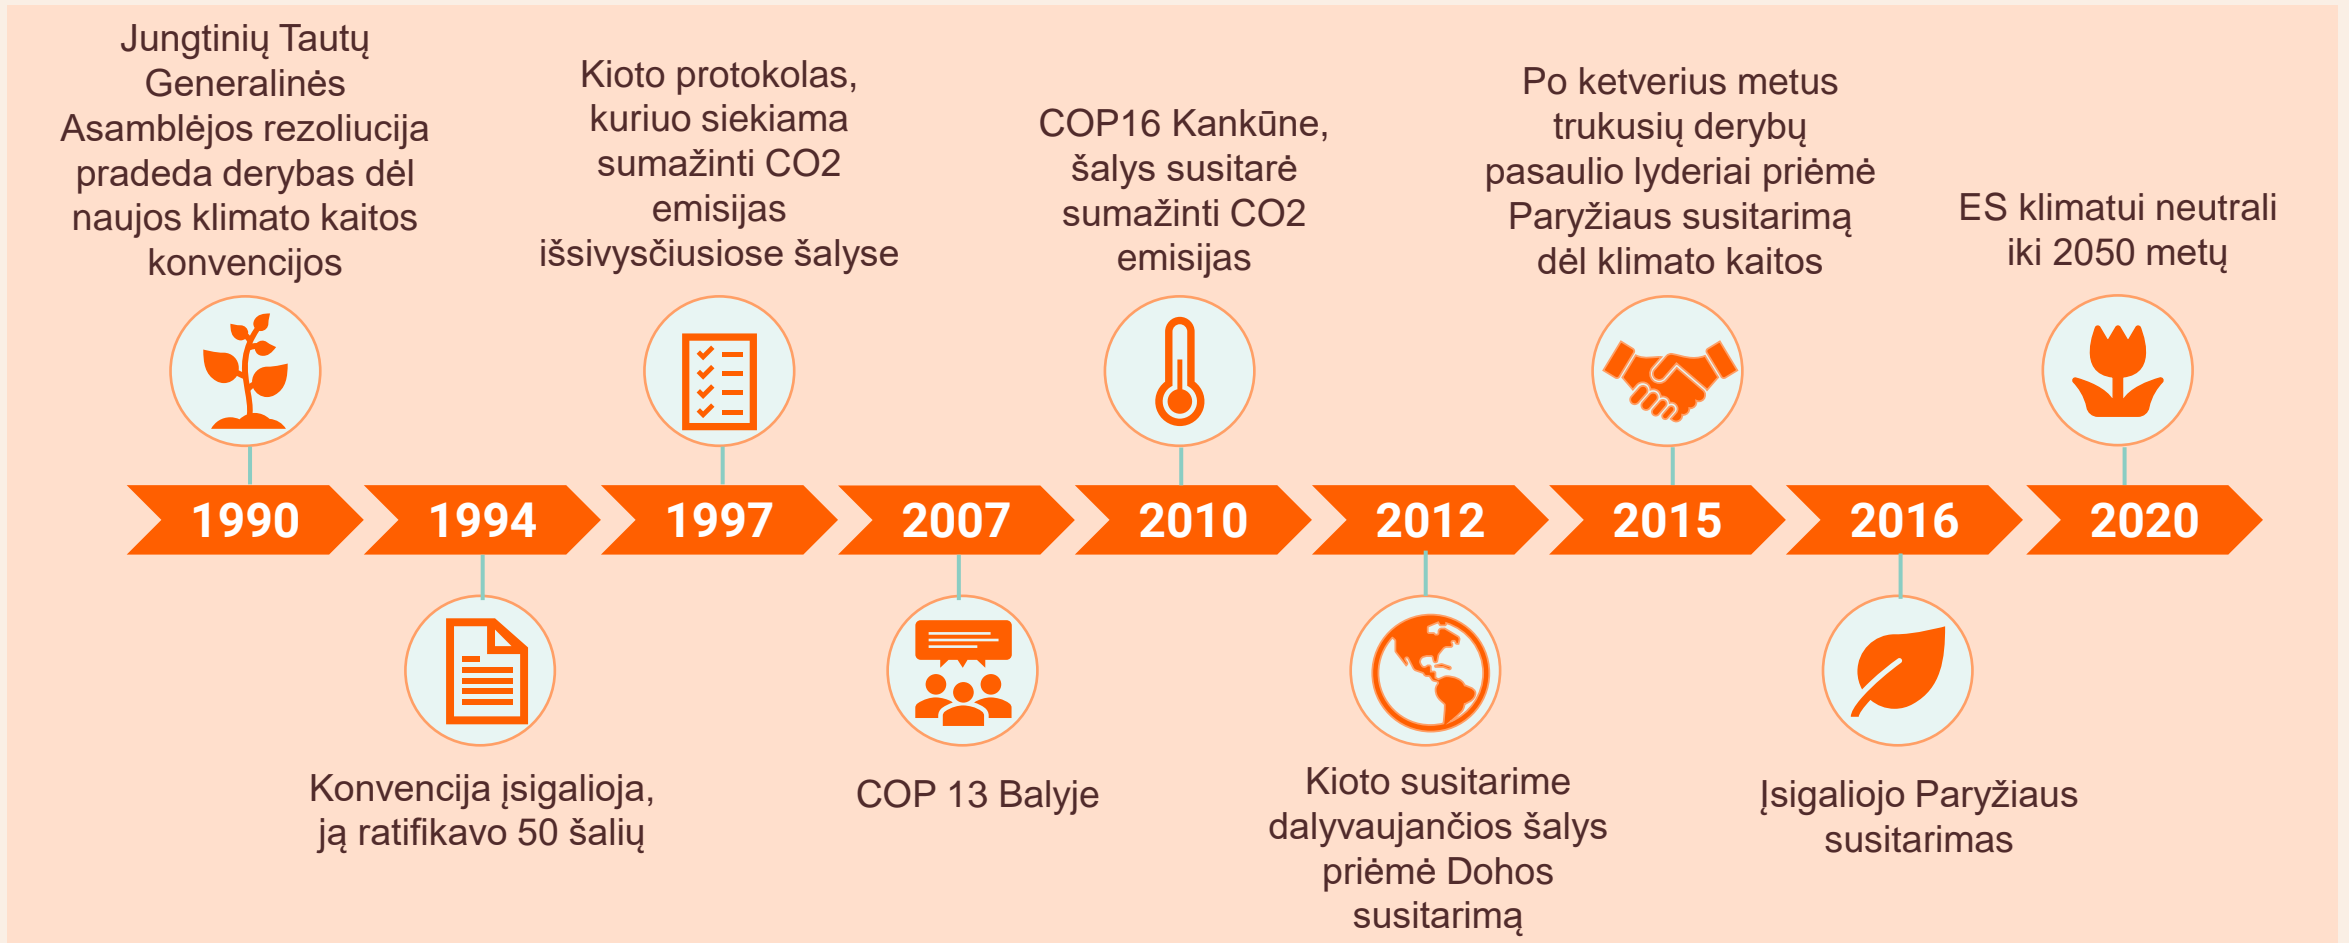 Jungtinių Tautų
Generalinės
Asamblėjos rezoliucija
pradeda derybas dėl
naujos klimato kaitos
konvencijos
Kioto protokolas,
kuriuo siekiama
sumažinti CO2
emisijas
išsivysčiusiose šalyse
COP16 Kankūne,
šalys susitarė
sumažinti CO2
emisijas
Po ketverius metus
trukusių derybų
pasaulio lyderiai priėmė
Paryžiaus susitarimą
dėl klimato kaitos
ES klimatui neutrali
iki 2050 metų
1990
1994
1997
2007
2010
2012
2015
2016
2020
Konvencija įsigalioja,
ją ratifikavo 50 šalių
COP 13 Balyje
Kioto susitarime
dalyvaujančios šalys
priėmė Dohos
susitarimą
Įsigaliojo Paryžiaus
susitarimas